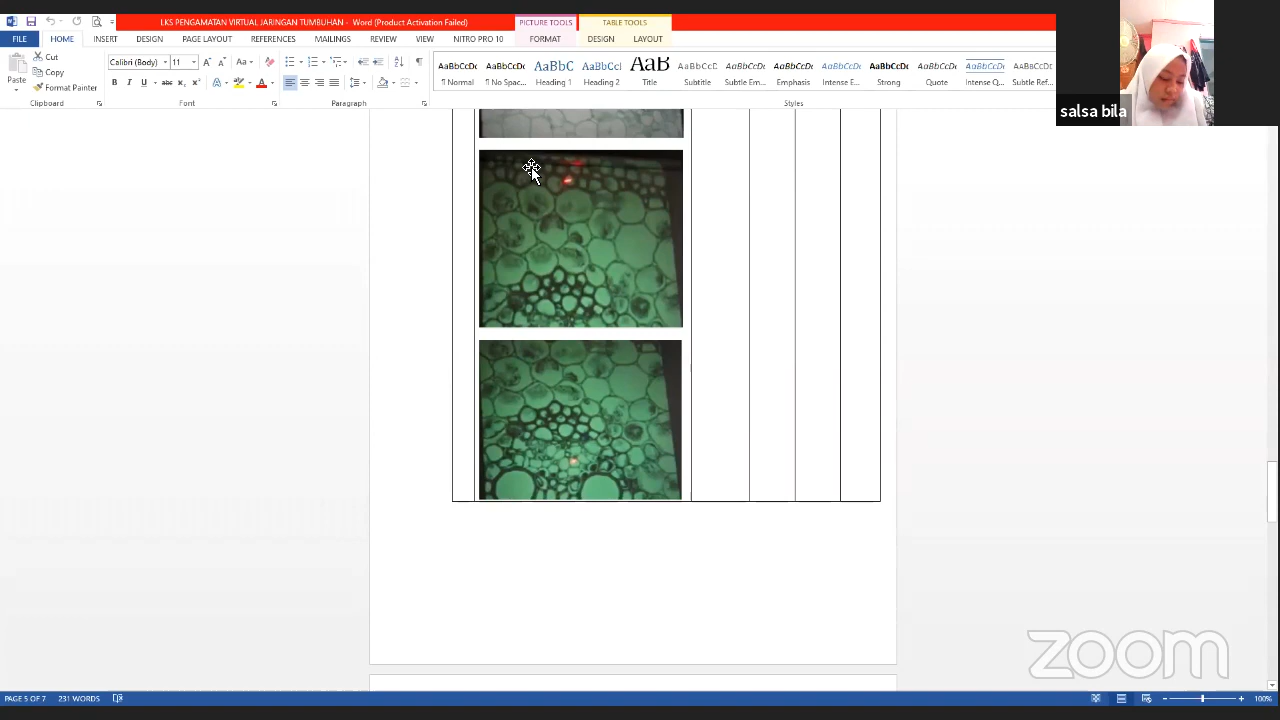 LKS PENGAMATAN VIRTUAL JARINGAN TUMBUHAN - Word (Product Activation Failed)
PICTURE TOOLS
TABLE TOOLS
FILE HOME INSERT DESIGN PAGE LAYOUT REFERENCES MAILINGS REVIEW VIEW NITRO PRO 10 FORMAT DESIGN LAYOUT
Paste
Cut
Copy
Format Painter
Clipboard
Calibri (Body) 11
Font
Paragraph
AaBbCcDc AaBbCcDc AaBbC AaBbCcI AaB AaBbCcD AaBbCcDc AaBbCcDc AaBbCcDc AaBbCcDc AaBbCcDc AaBbCcDc AaBbCcDc
¶ Normal ¶ No Spac... Heading 1 Heading 2 Title Subtitle Subtle Em... Emphasis Intense E... Strong Quote Intense Q... Subtle Ref...
Styles
salsa bila
zoom
PAGE 5 OF 7 231 WORDS 100%